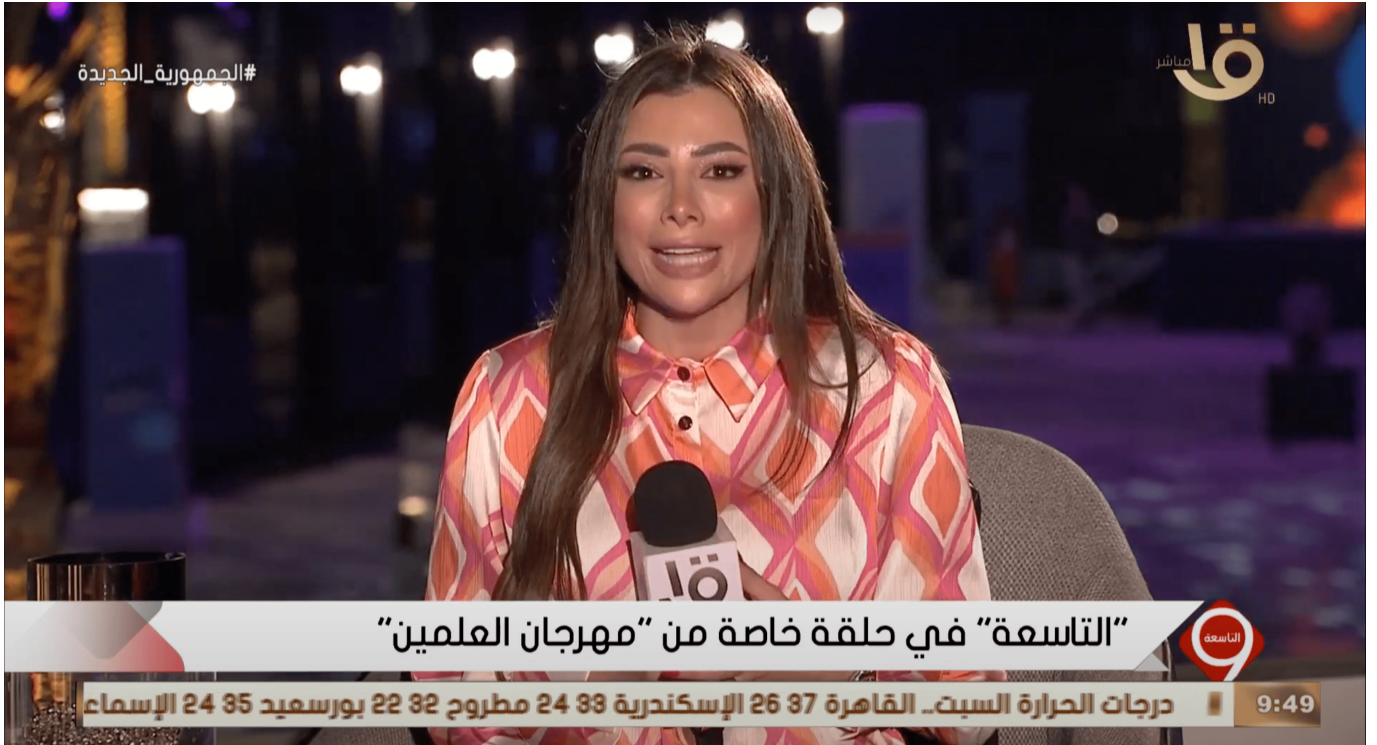 #الجمهورية_الجديدة
مباشر
HD
"التاسعة" في حلقة خاصة من "مهرجان العلمين"
التاسعة
9
درجات الحرارة السبت.. القاهرة 37 26 الإسكندرية 33 24 مطروح 32 22 بورسعيد 35 24 الإسماع
9:49